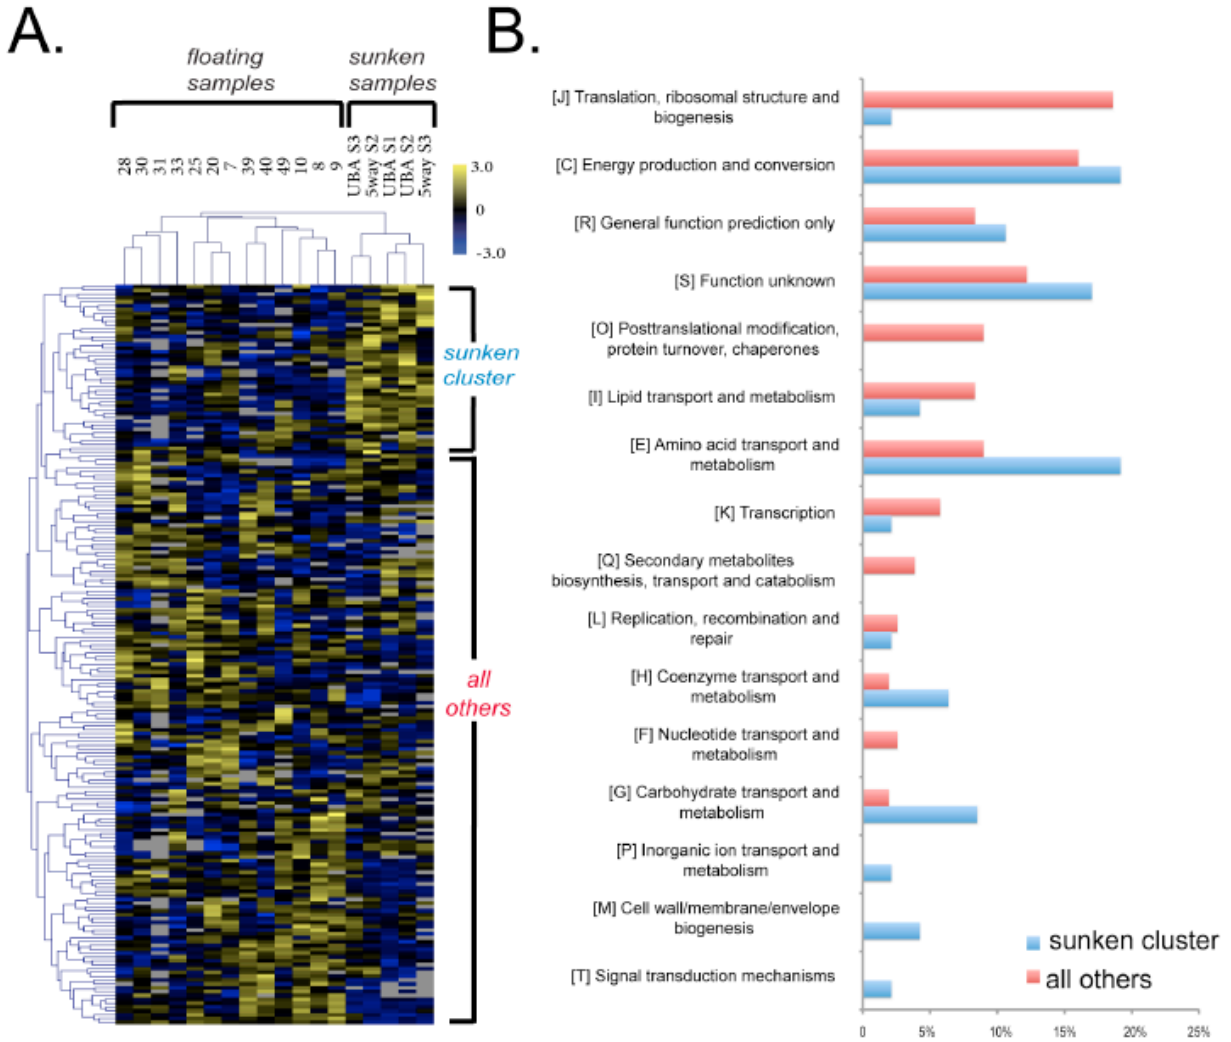 A.
floating
samples
sunken
samples
28
30
31
33
25
20
7
39
40
49
10
8
9
UBA S3
5way S2
UBA S1
UBA S2
5way S3
3.0
0
-3.0
sunken
cluster
all
others
B.
[J] Translation, ribosomal structure and
biogenesis
[C] Energy production and conversion
[R] General function prediction only
[S] Function unknown
[O] Posttranslational modification,
protein turnover, chaperones
[I] Lipid transport and metabolism
[E] Amino acid transport and
metabolism
[K] Transcription
[Q] Secondary metabolites
biosynthesis, transport and catabolism
[L] Replication, recombination and
repair
[H] Coenzyme transport and
metabolism
[F] Nucleotide transport and
metabolism
[G] Carbohydrate transport and
metabolism
[P] Inorganic ion transport and
metabolism
[M] Cell wall/membrane/envelope
biogenesis
[T] Signal transduction mechanisms
sunken cluster
all others
0 5% 10% 15% 20% 25%